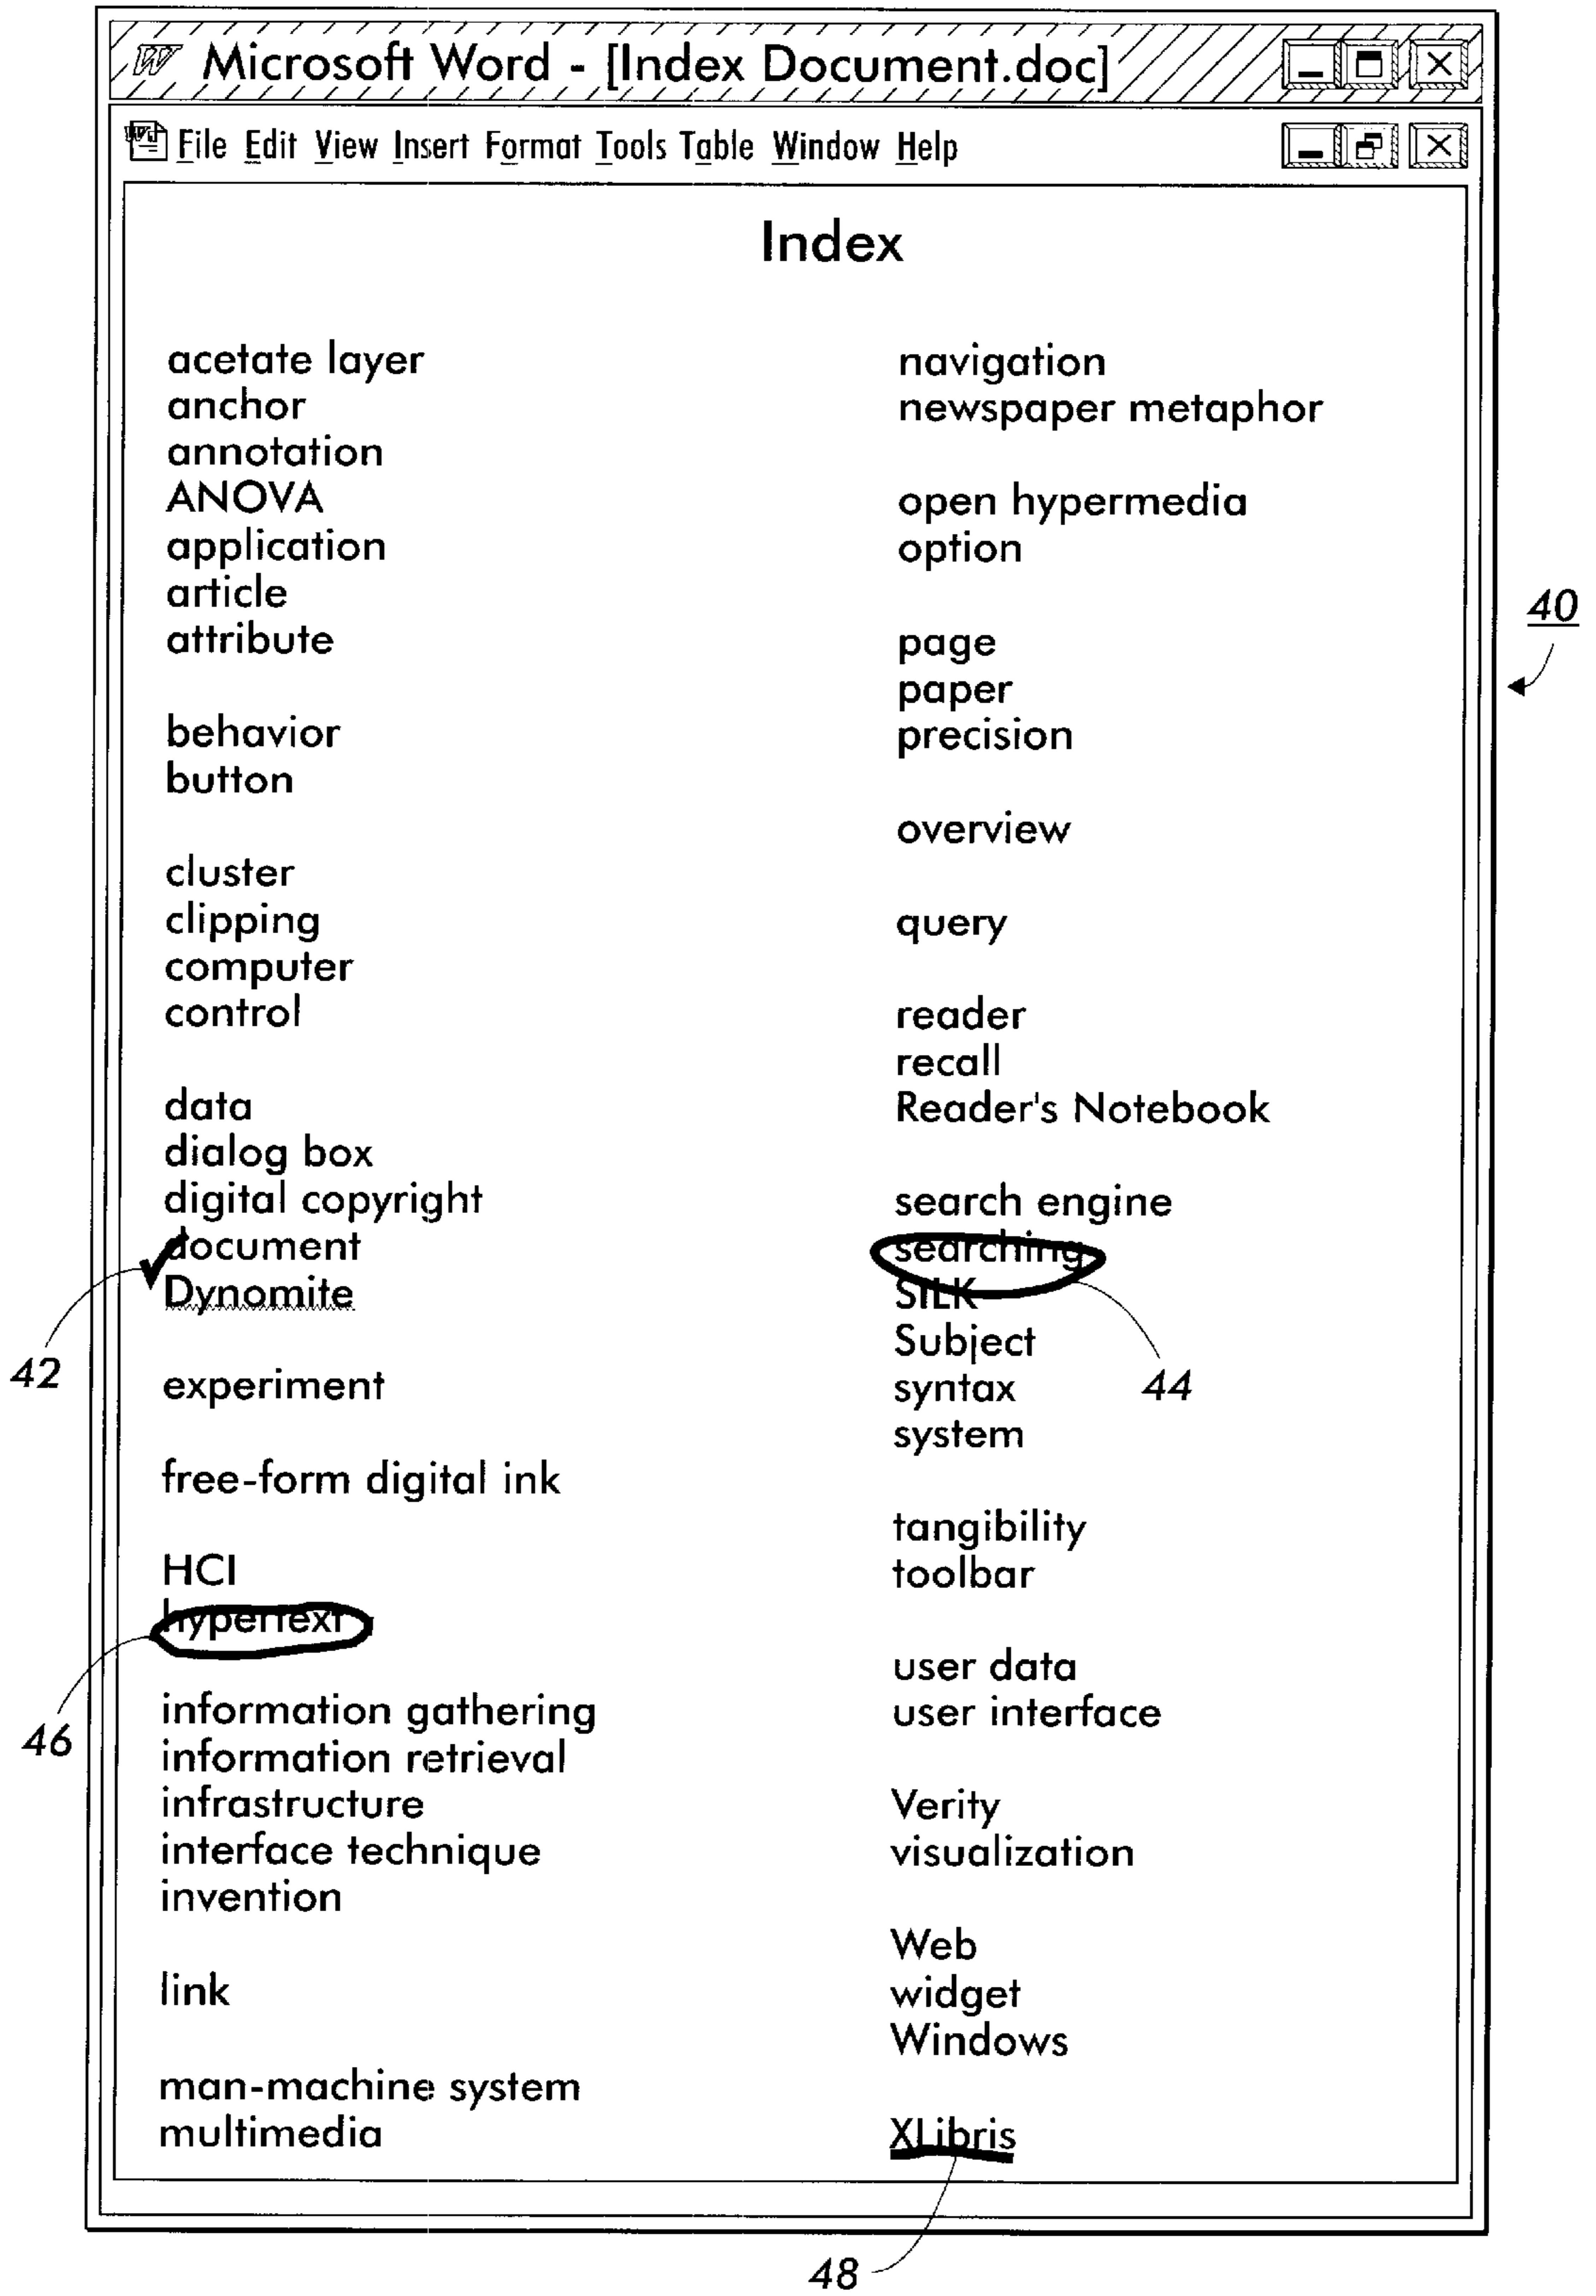 W Microsoft Word - [Index Document.doc]
File Edit View Insert Format Tools Table Window Help
Index
acetate layer
anchor
annotation
ANOVA
application
article
attribute
behavior
button
cluster
clipping
computer
control
data
dialog box
digital copyright
document
Dynomite
experiment
free-form digital ink
HCI
hypertext
information gathering
information retrieval
infrastructure
interface technique
invention
link
man-machine system
multimedia
navigation
newspaper metaphor
open hypermedia
option
page
paper
precision
overview
query
reader
recall
Reader's Notebook
search engine
searching
SILK
Subject
syntax
system
tangibility
toolbar
user data
user interface
Verity
visualization
Web
widget
Windows
XLibris
40
42
44
46
48